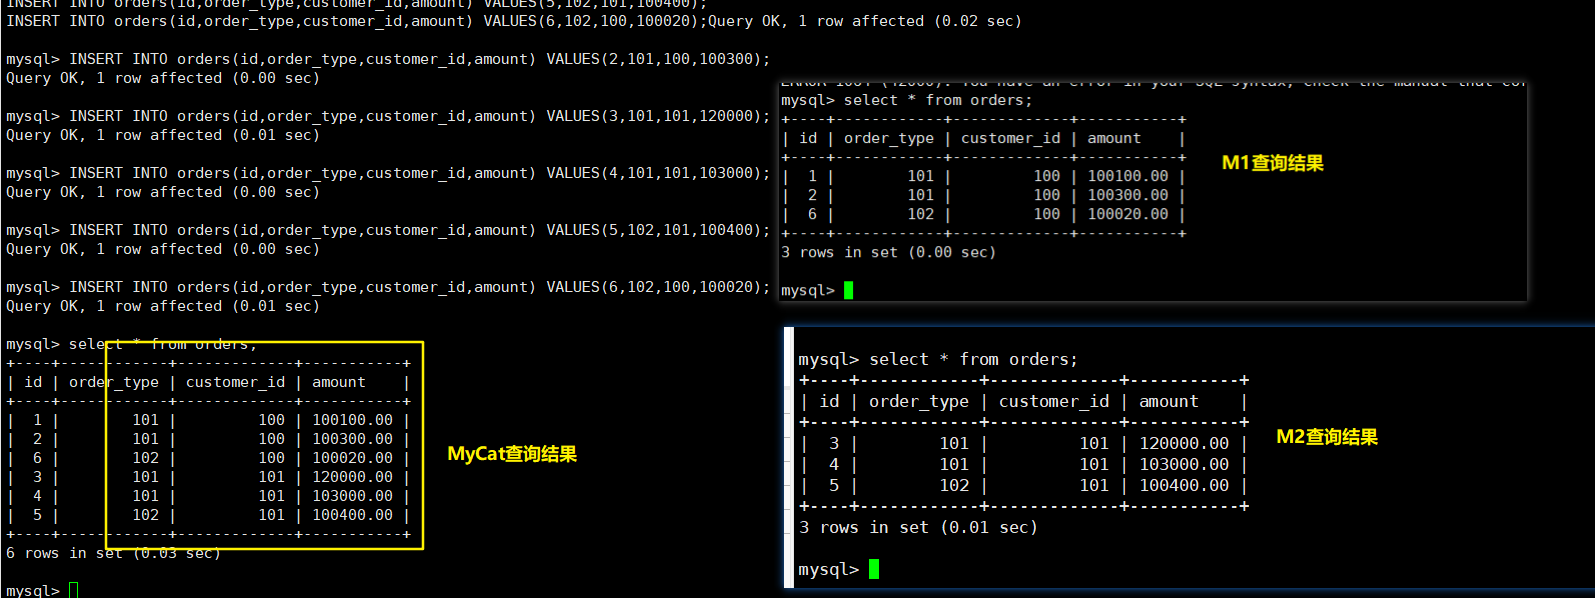 INSERT INTO orders(id,order_type,customer_id,amount) VALUES(5,102,101,100400);
INSERT INTO orders(id,order_type,customer_id,amount) VALUES(6,102,100,100020);Query OK, 1 row affected (0.02 sec)
mysql> INSERT INTO orders(id,order_type,customer_id,amount) VALUES(2,101,100,100300);
Query OK, 1 row affected (0.00 sec)
mysql> INSERT INTO orders(id,order_type,customer_id,amount) VALUES(3,101,101,120000);
Query OK, 1 row affected (0.01 sec)
mysql> INSERT INTO orders(id,order_type,customer_id,amount) VALUES(4,101,101,103000);
Query OK, 1 row affected (0.00 sec)
mysql> INSERT INTO orders(id,order_type,customer_id,amount) VALUES(5,102,101,100400);
Query OK, 1 row affected (0.00 sec)
mysql> INSERT INTO orders(id,order_type,customer_id,amount) VALUES(6,102,100,100020);
Query OK, 1 row affected (0.01 sec)
mysql> select * from orders;
+----+------------+-------------+-----------+
| id | order_type | customer_id | amount    |
+----+------------+-------------+-----------+
|  1 |        101 |         100 | 100100.00 |
|  2 |        101 |         100 | 100300.00 |
|  6 |        102 |         100 | 100020.00 |
|  3 |        101 |         101 | 120000.00 |
|  4 |        101 |         101 | 103000.00 |
|  5 |        102 |         101 | 100400.00 |
+----+------------+-------------+-----------+
6 rows in set (0.03 sec)
mysql>
MyCat查询结果
You have an error in your SQL syntax; check the manual that
mysql> select * from orders;
+----+------------+-------------+-----------+
| id | order_type | customer_id | amount    |
+----+------------+-------------+-----------+
|  1 |        101 |         100 | 100100.00 |
|  2 |        101 |         100 | 100300.00 |
|  6 |        102 |         100 | 100020.00 |
+----+------------+-------------+-----------+
3 rows in set (0.00 sec)
mysql>
M1查询结果
mysql> select * from orders;
+----+------------+-------------+-----------+
| id | order_type | customer_id | amount    |
+----+------------+-------------+-----------+
|  3 |        101 |         101 | 120000.00 |
|  4 |        101 |         101 | 103000.00 |
|  5 |        102 |         101 | 100400.00 |
+----+------------+-------------+-----------+
3 rows in set (0.01 sec)
mysql>
M2查询结果